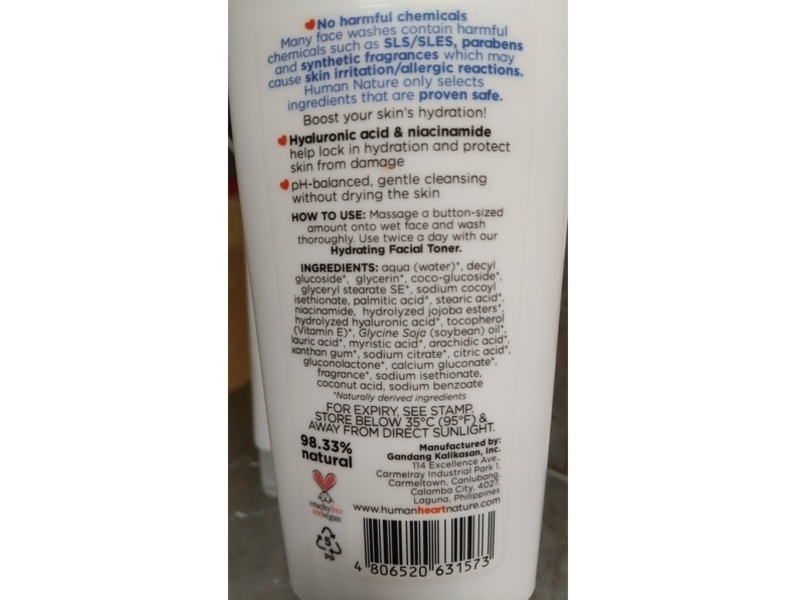 No harmful chemicals
Many face washes contain harmful
chemicals such as SLS/SLES, parabens
and synthetic fragrances which may
cause skin irritation/allergic reactions.
Human Nature only selects
ingredients that are proven safe.
Boost your skin's hydration!
Hyaluronic acid & niacinamide
help lock in hydration and protect
skin from damage
pH-balanced, gentle cleansing
without drying the skin
HOW TO USE: Massage a button-sized
amount onto wet face and wash
thoroughly. Use twice a day with our
Hydrating Facial Toner.
INGREDIENTS: aqua (water)*, decyl
glucoside*, glycerin*, coco-glucoside*,
glyceryl stearate SE*, sodium cocoyl
isethionate, palmitic acid*, stearic acid*,
niacinamide, hydrolyzed jojoba esters*,
hydrolyzed hyaluronic acid*, tocopherol
(Vitamin E)*, Glycine Soja (soybean) oil*,
lauric acid*, myristic acid*, arachidic acid*,
xanthan gum*, sodium citrate*, citric acid*,
gluconolactone*, calcium gluconate*,
fragrance*, sodium isethionate,
coconut acid, sodium benzoate
*Naturally derived ingredients
FOR EXPIRY, SEE STAMP.
STORE BELOW 35°C (95°F) &
AWAY FROM DIRECT SUNLIGHT.
98.33%
natural
cruelty free
Manufactured by:
Gandang Kalikasan, Inc.
114 Excellence Ave.,
Carmelray Industrial Park 1,
Carmeltown, Canlubang,
Calamba City, 4027,
Laguna, Philippines
www.humanheartnature.com
5
PP
4 806520 631573